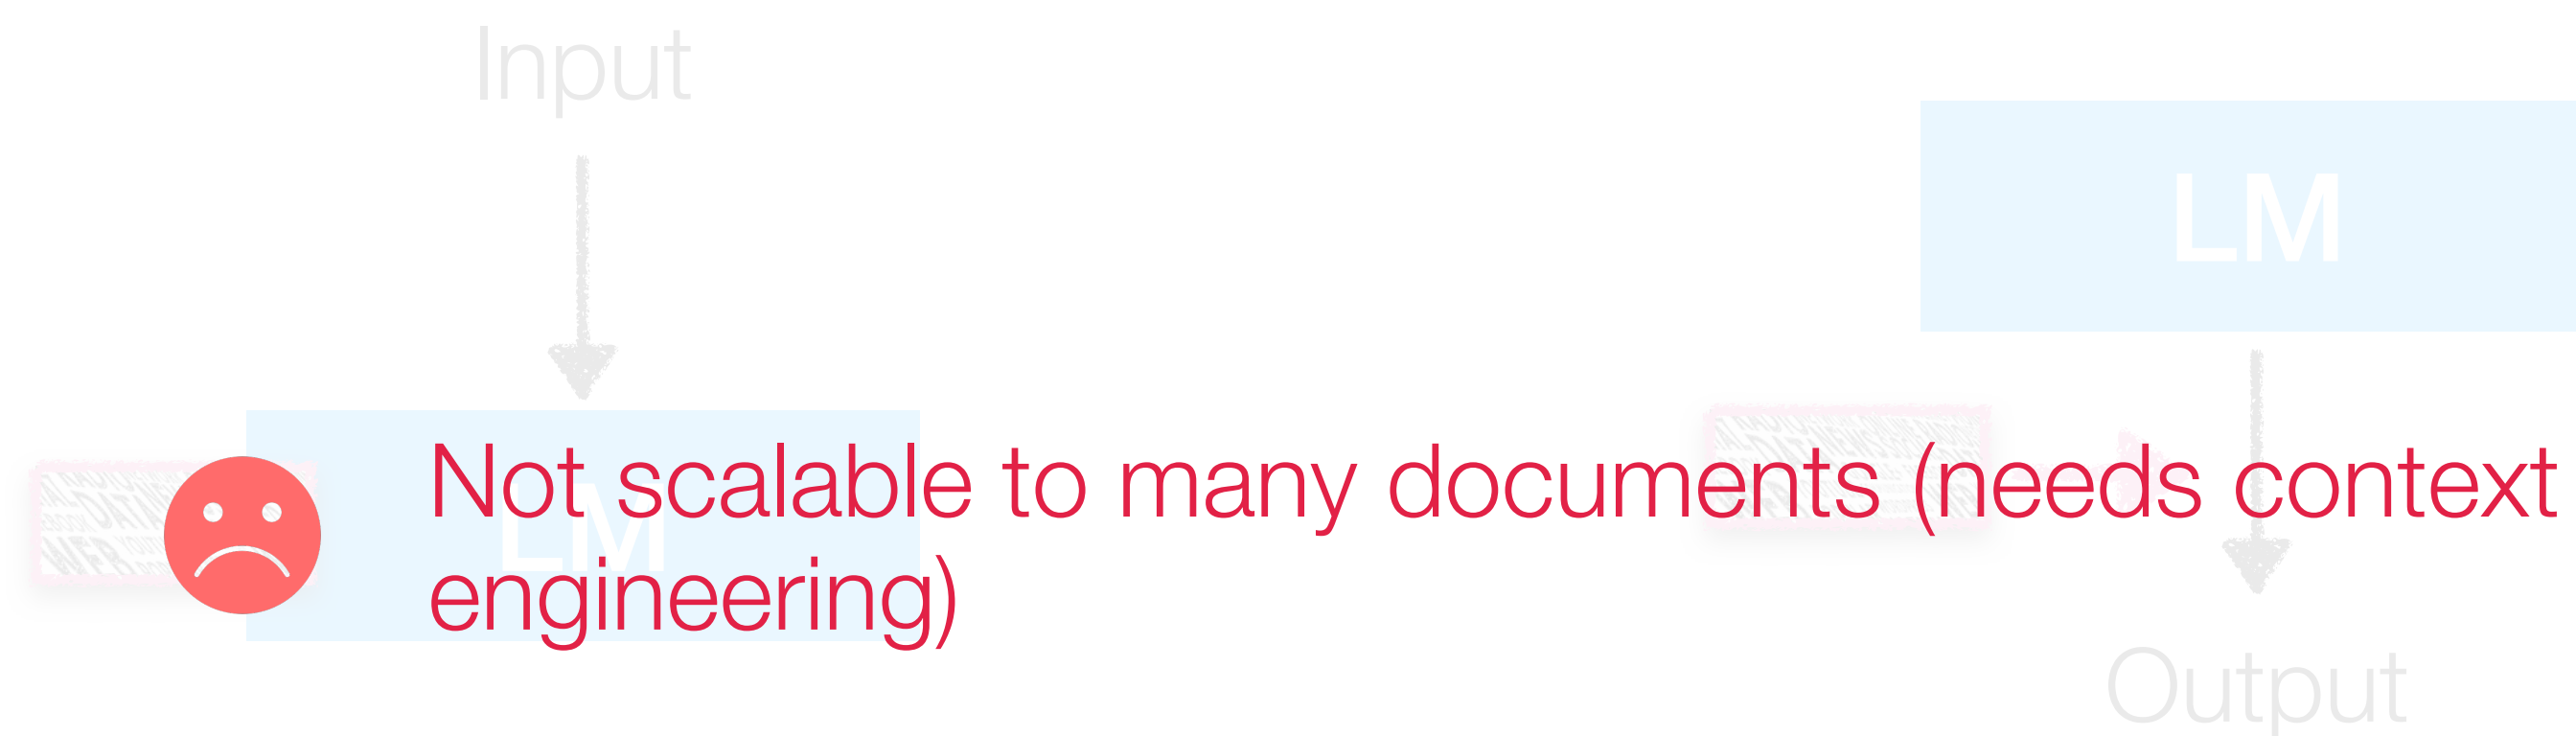 Input
LM
Not scalable to many documents (needs context
LM
engineering)
Output